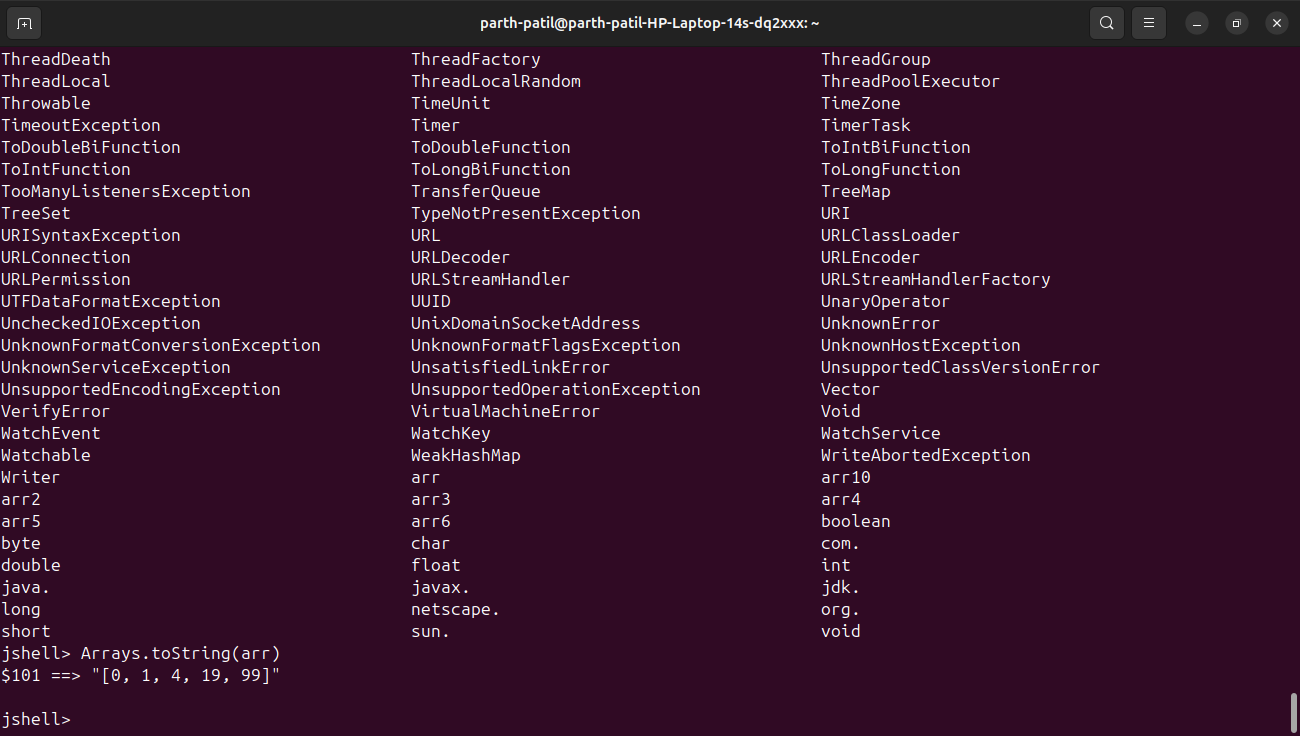 parth-patil@parth-patil-HP-Laptop-14s-dq2xxx: ~
ThreadDeath ThreadFactory ThreadGroup
ThreadLocal ThreadLocalRandom ThreadPoolExecutor
Throwable TimeUnit TimeZone
TimeoutException Timer TimerTask
ToDoubleBiFunction ToDoubleFunction ToIntBiFunction
ToIntFunction ToLongBiFunction ToLongFunction
TooManyListenersException TransferQueue TreeMap
TreeSet TypeNotPresentException URI
URISyntaxException URL URLClassLoader
URLConnection URLDecoder URLEncoder
URLPermission URLStreamHandler URLStreamHandlerFactory
UTFDataFormatException UUID UnaryOperator
UncheckedIOException UnixDomainSocketAddress UnknownError
UnknownFormatConversionException UnknownFormatFlagsException UnknownHostException
UnknownServiceException UnsatisfiedLinkError UnsupportedClassVersionError
UnsupportedEncodingException UnsupportedOperationException Vector
VerifyError VirtualMachineError Void
WatchEvent WatchKey WatchService
Watchable WeakHashMap WriteAbortedException
Writer arr arr10
arr2 arr3 arr4
arr5 arr6 boolean
byte char com.
double float int
java. javax. jdk.
long netscape. org.
short sun. void
jshell> Arrays.toString(arr)
$101 ==> "[0, 1, 4, 19, 99]"
jshell>